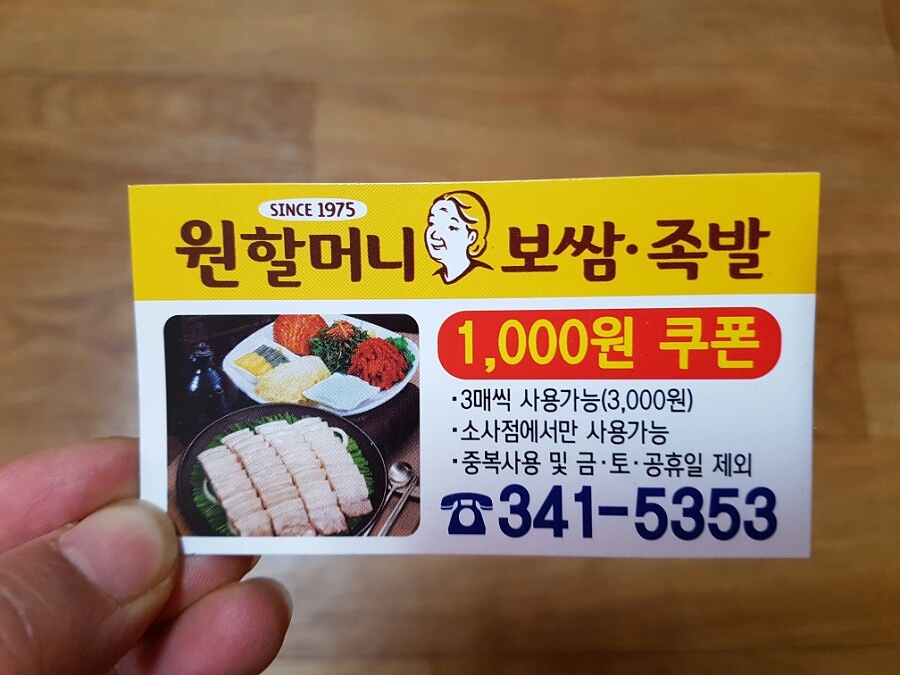 SINCE 1975
원할머니 보쌈·족발
1,000원 쿠폰
·3매씩 사용가능(3,000원)
·소사점에서만 사용가능
·중복사용 및 금·토·공휴일 제외
☎341-5353